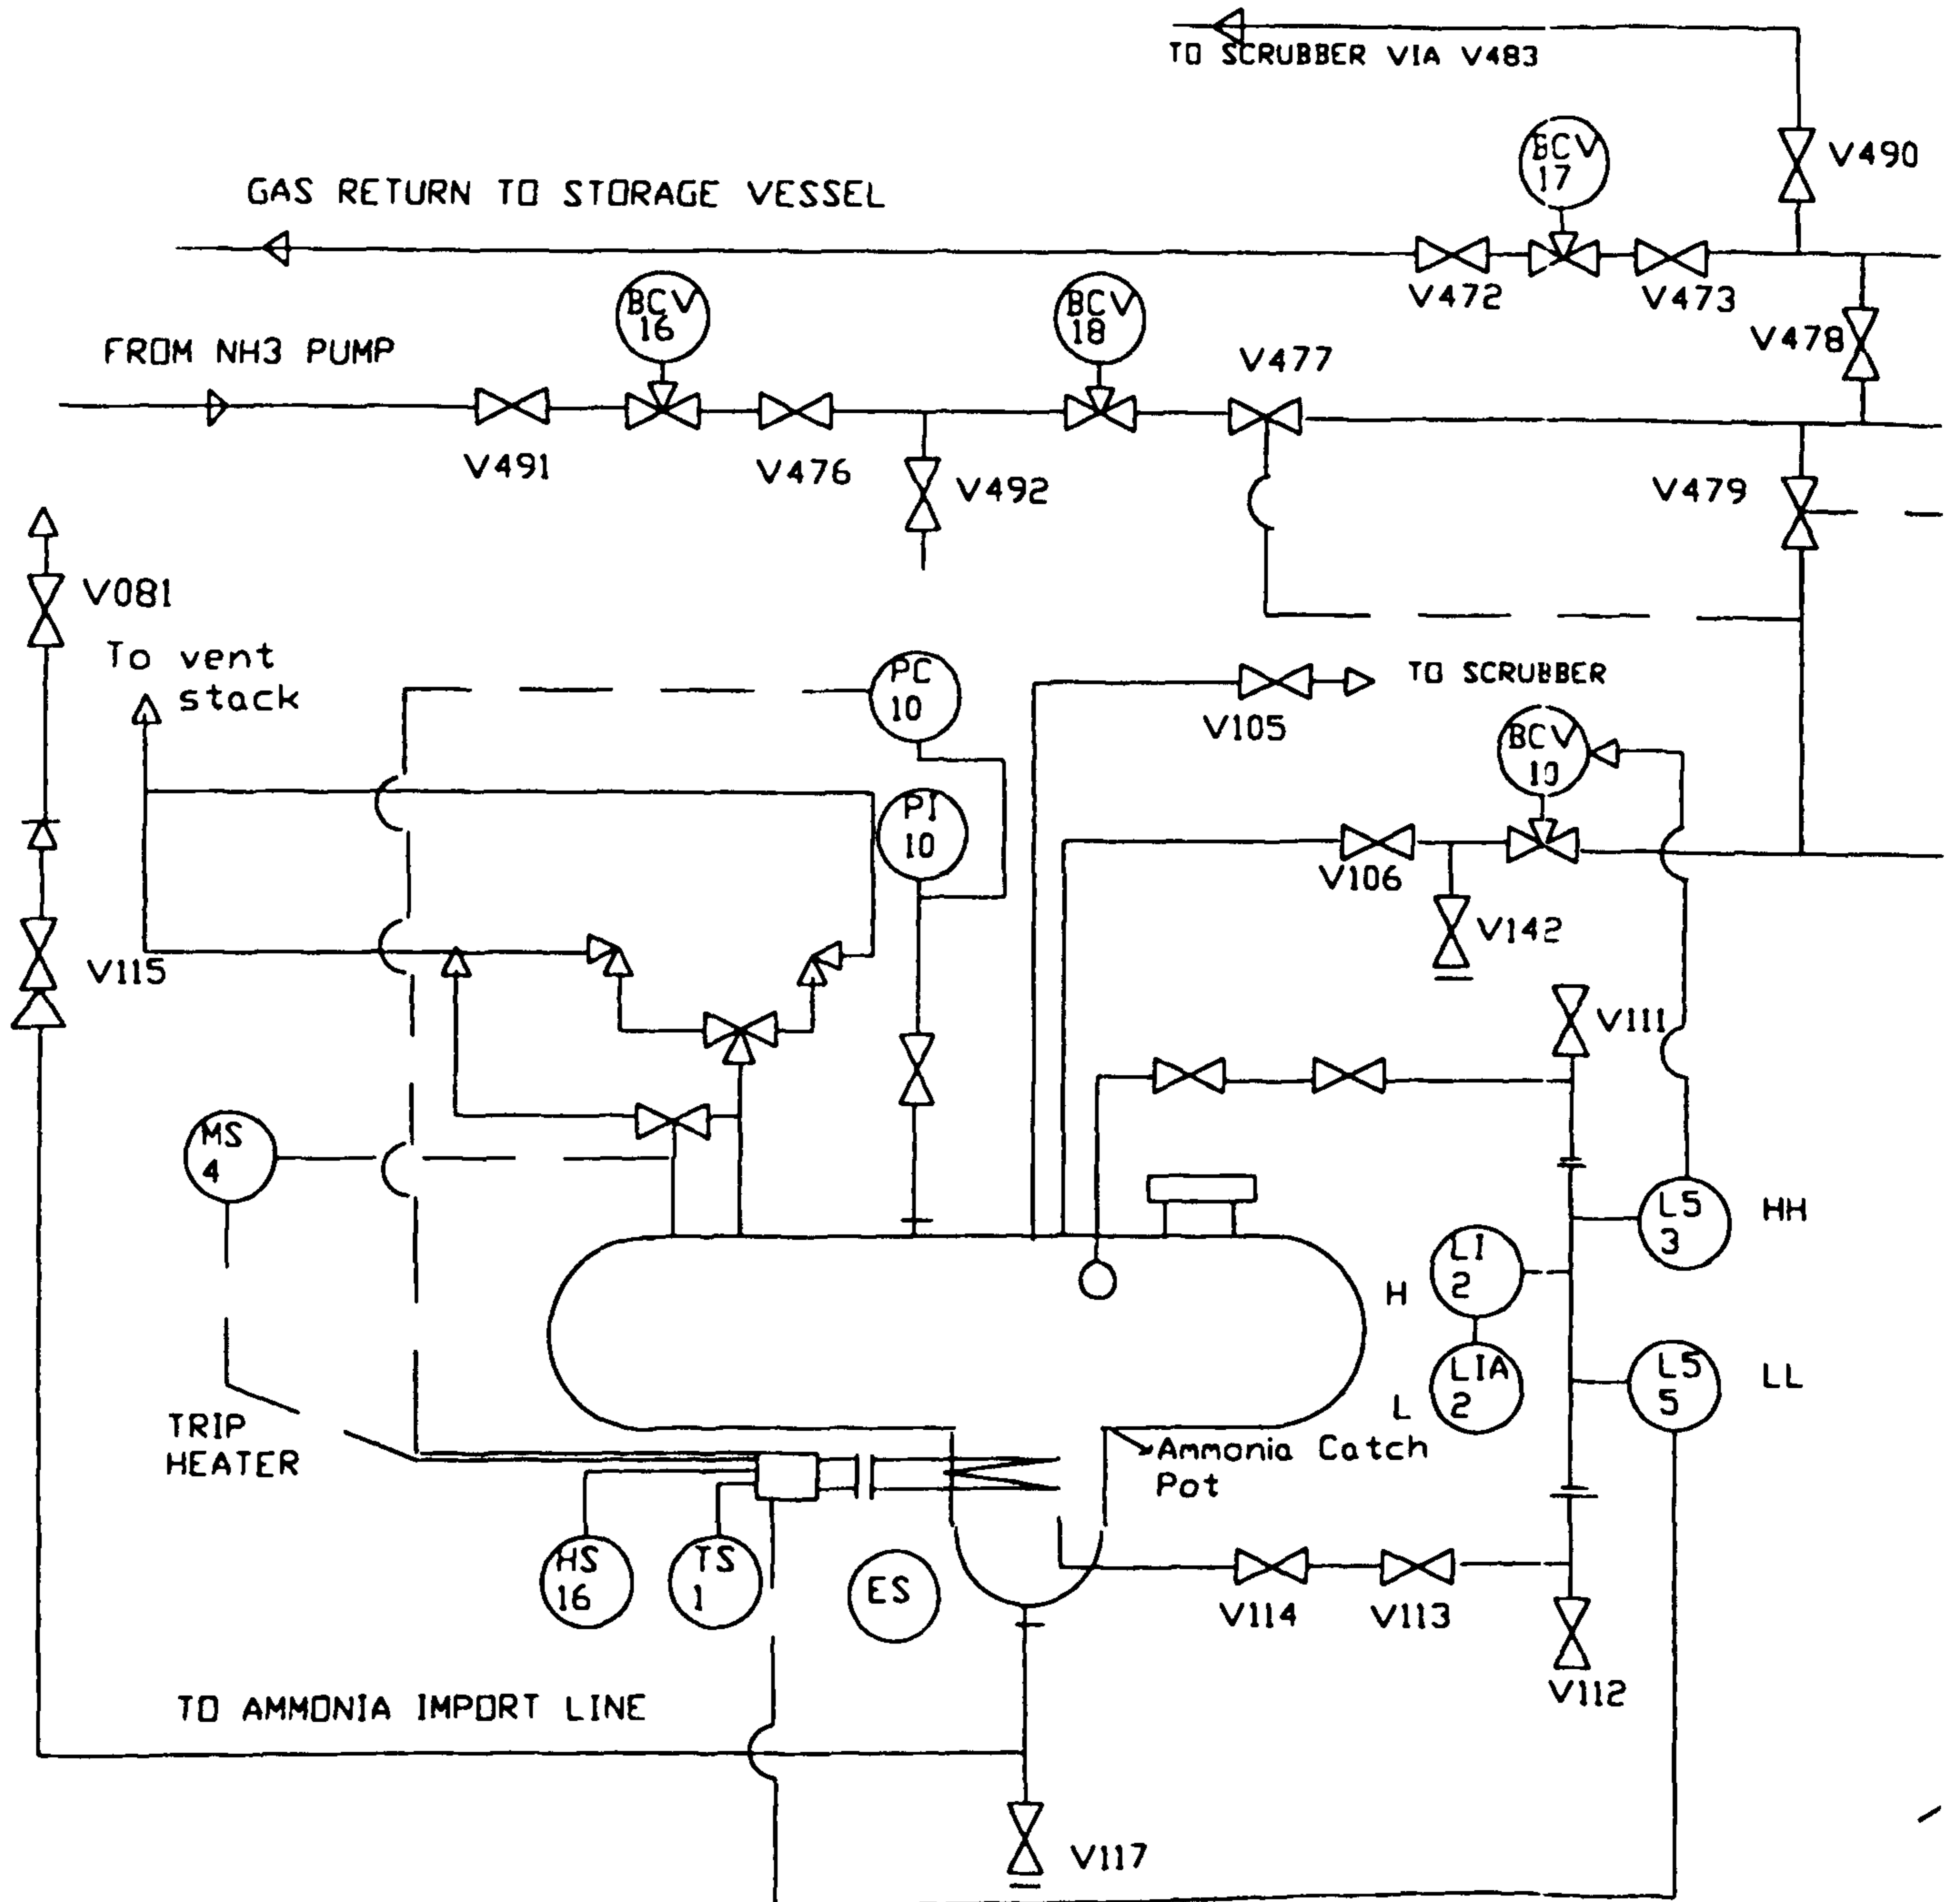 TO SCRUBBER VIA V483
BCV
17
V490
GAS RETURN TO STORAGE VESSEL
V472
V473
BCV
16
BCV
18
V478
FROM NH3 PUMP
V477
V491
V476
V492
V479
V081
To vent
stack
PC
10
TO SCRUBBER
V105
BCV
10
PI
10
V106
V142
V115
V111
MS
4
LS
3
HH
LI
2
H
LIA
2
L
LS
5
LL
TRIP
HEATER
Ammonia Catch
Pot
HS
16
TS
1
ES
V114
V113
V112
TO AMMONIA IMPORT LINE
V117